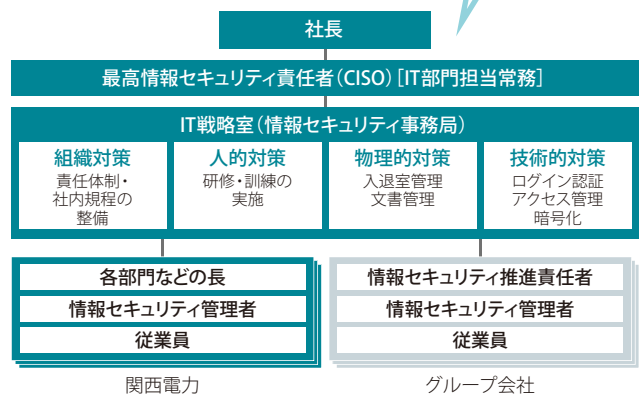 社長
最高情報セキュリティ責任者（CISO）［IT部門担当常務］
IT戦略室（情報セキュリティ事務局）
組織対策
責任体制・
社内規程の
整備
人的対策
研修・訓練の
実施
物理的対策
入退室管理
文書管理
技術的対策
ログイン認証
アクセス管理
暗号化
各部門などの長
情報セキュリティ管理者
従業員
関西電力
情報セキュリティ推進責任者
情報セキュリティ管理者
従業員
グループ会社